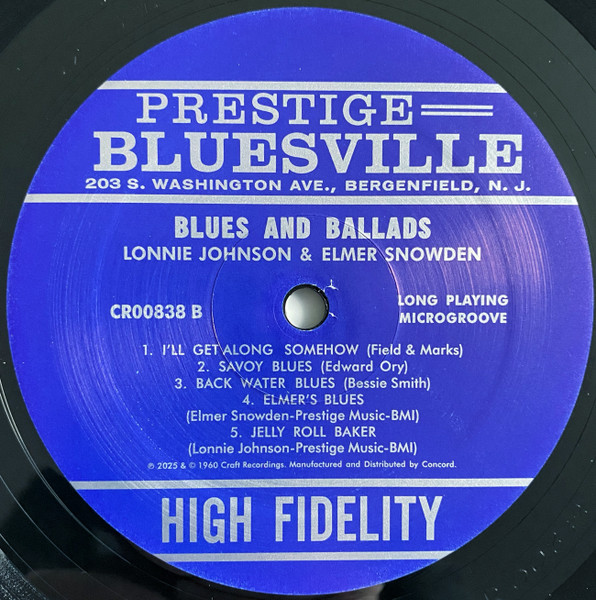 PRESTIGE
BLUESVILLE
203 S. WASHINGTON AVE., BERGENFIELD, N. J.
BLUES AND BALLADS
LONNIE JOHNSON & ELMER SNOWDEN
CR00838 B
LONG PLAYING
MICROGROOVE
1. I'LL GET ALONG SOMEHOW (Field & Marks)
2. SAVOY BLUES (Edward Ory)
3. BACK WATER BLUES (Bessie Smith)
4. ELMER'S BLUES
(Elmer Snowden-Prestige Music-BMI)
5. JELLY ROLL BAKER
(Lonnie Johnson-Prestige Music-BMI)
℗ 2025 & © 1960 Craft Recordings. Manufactured and Distributed by Concord.
HIGH FIDELITY